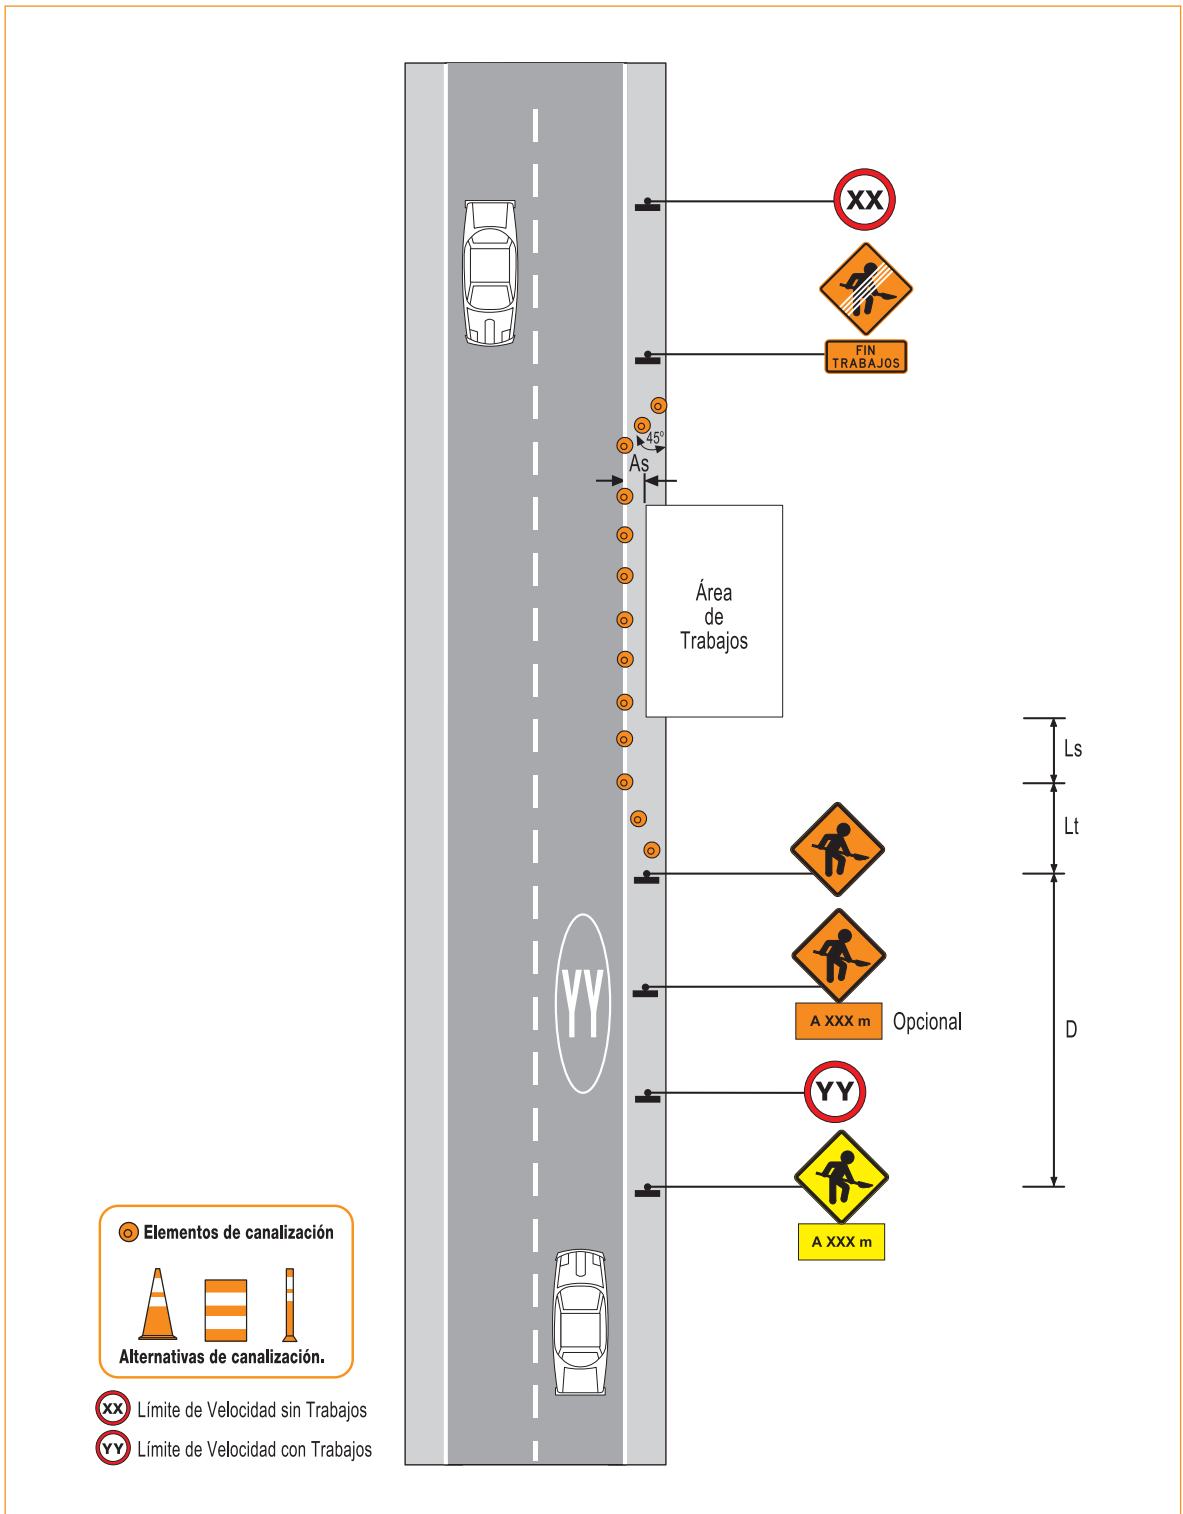 XX
FIN
TRABAJOS
45º
As
Área
de
Trabajos
Ls
Lt
YY
A XXX m
Opcional
D
YY
A XXX m
Elementos de canalización
Alternativas de canalización.
XX Límite de Velocidad sin Trabajos
YY Límite de Velocidad con Trabajos